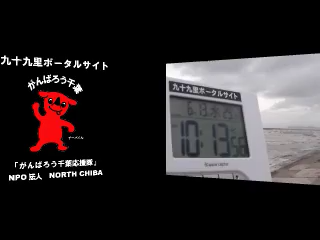 九十九里ポータルサイト
がんばろう千葉
「がんばろう千葉応援隊」
NPO 法人 NORTH CHIBA
九十九里ポータルサイト
10:13 56